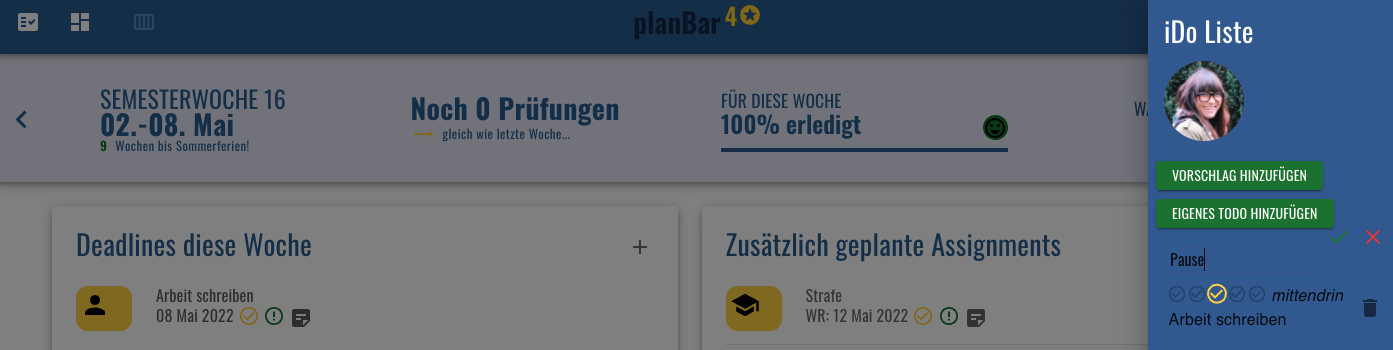 planBar 4
iDo Liste
SEMESTERWOCHE 16
02.-08. Mai
9 Wochen bis Sommerferien!
Noch 0 Prüfungen
gleich wie letzte Woche...
FÜR DIESE WOCHE
100% erledigt
VORSCHLAG HINZUFÜGEN
EIGENES TODO HINZUFÜGEN
Pause
mittendrin
Arbeit schreiben
Deadlines diese Woche
Arbeit schreiben
08 Mai 2022
Zusätzlich geplante Assignments
Strafe
WR: 12 Mai 2022